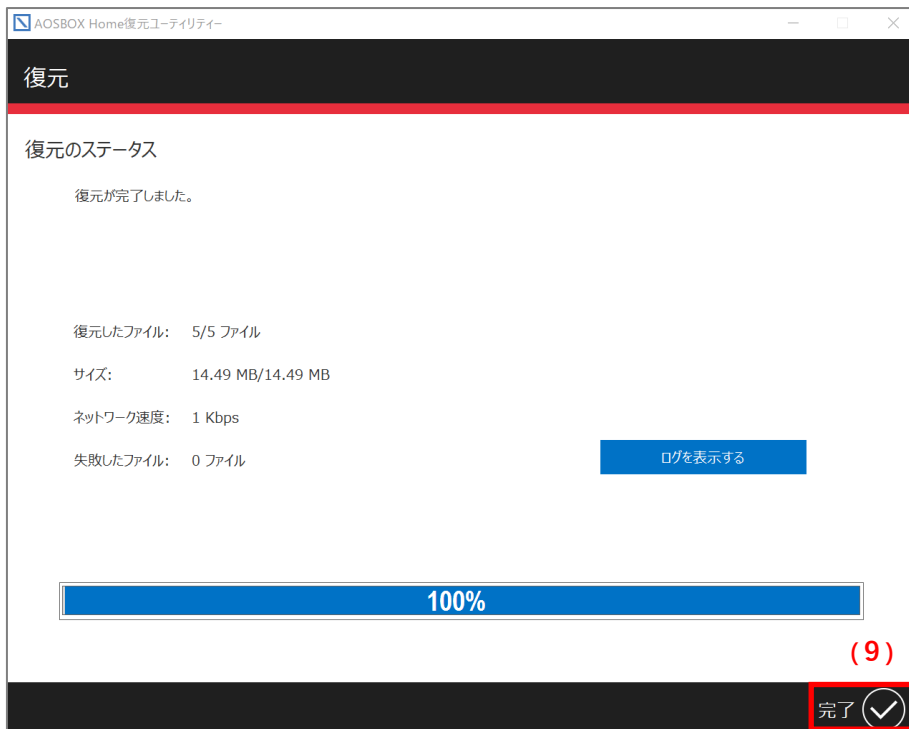 AOSBOX Home復元ユーティリティー
復元
復元のステータス
復元が完了しました。
復元したファイル: 5/5 ファイル
サイズ: 14.49 MB/14.49 MB
ネットワーク速度: 1 Kbps
失敗したファイル: 0 ファイル
ログを表示する
100%
(9)
完了